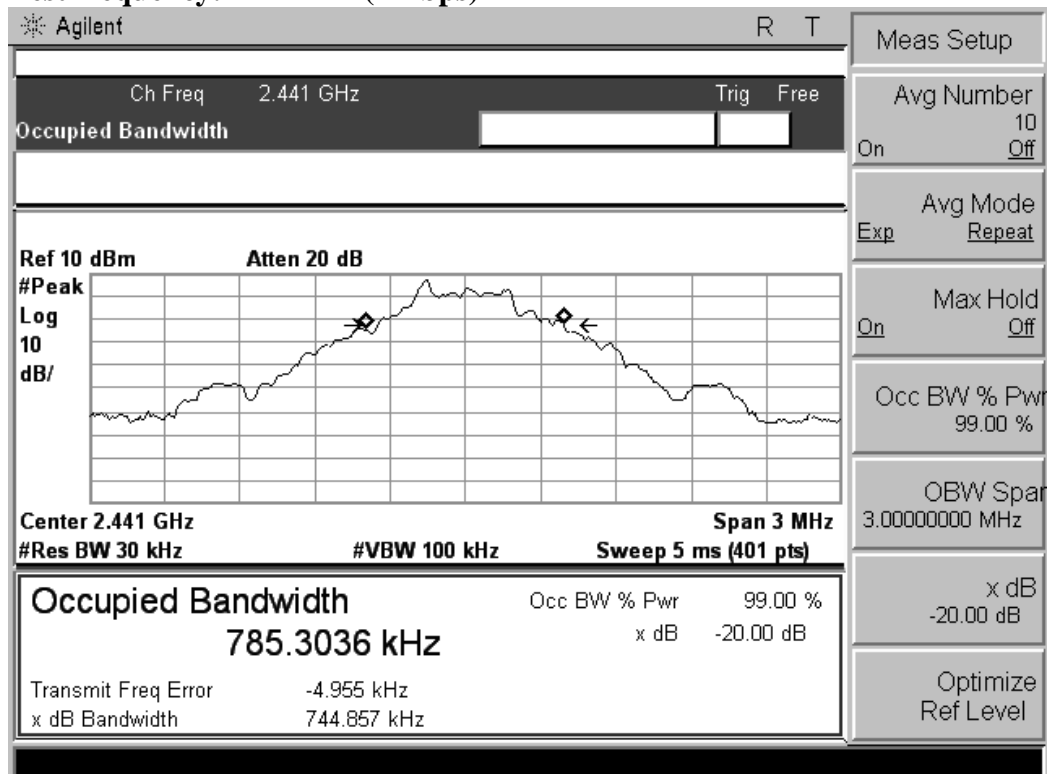 Agilent R T
Ch Freq 2.441 GHz Trig Free
Occupied Bandwidth
Ref 10 dBm Atten 20 dB
#Peak
Log
10
dB/
Center 2.441 GHz Span 3 MHz
#Res BW 30 kHz #VBW 100 kHz Sweep 5 ms (401 pts)
Occupied Bandwidth Occ BW % Pwr 99.00 %
785.3036 kHz x dB -20.00 dB
Transmit Freq Error -4.955 kHz
x dB Bandwidth 744.857 kHz
Meas Setup
Avg Number
10
On Off
Avg Mode
Exp Repeat
Max Hold
On Off
Occ BW % Pwr
99.00 %
OBW Span
3.00000000 MHz
x dB
-20.00 dB
Optimize
Ref Level